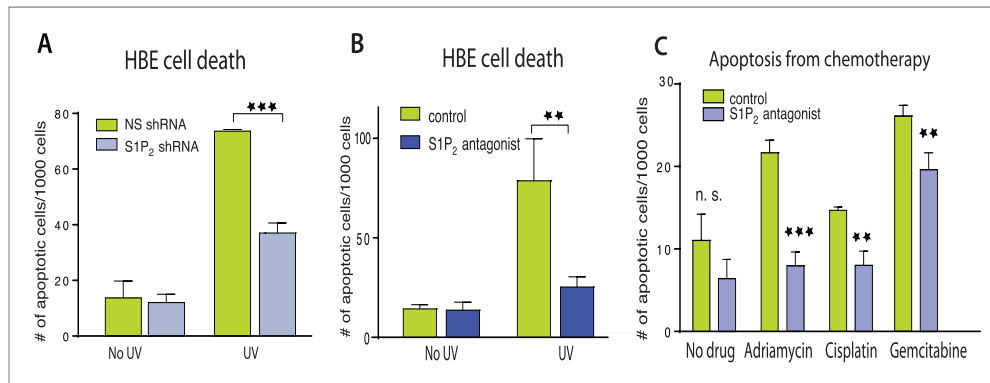 A
HBE cell death
# of apoptotic cells/1000 cells
80
60
40
20
0
NS shRNA
S1P₂ shRNA
★★★
No UV
UV
B
HBE cell death
# of apoptotic cells/1000 cells
100
50
0
control
S1P₂ antagonist
★★
No UV
UV
C
Apoptosis from chemotherapy
# of apoptotic cells/1000 cells
30
20
10
0
control
S1P₂ antagonist
n. s.
★★★
★★
★★
No drug
Adriamycin
Cisplatin
Gemcitabine